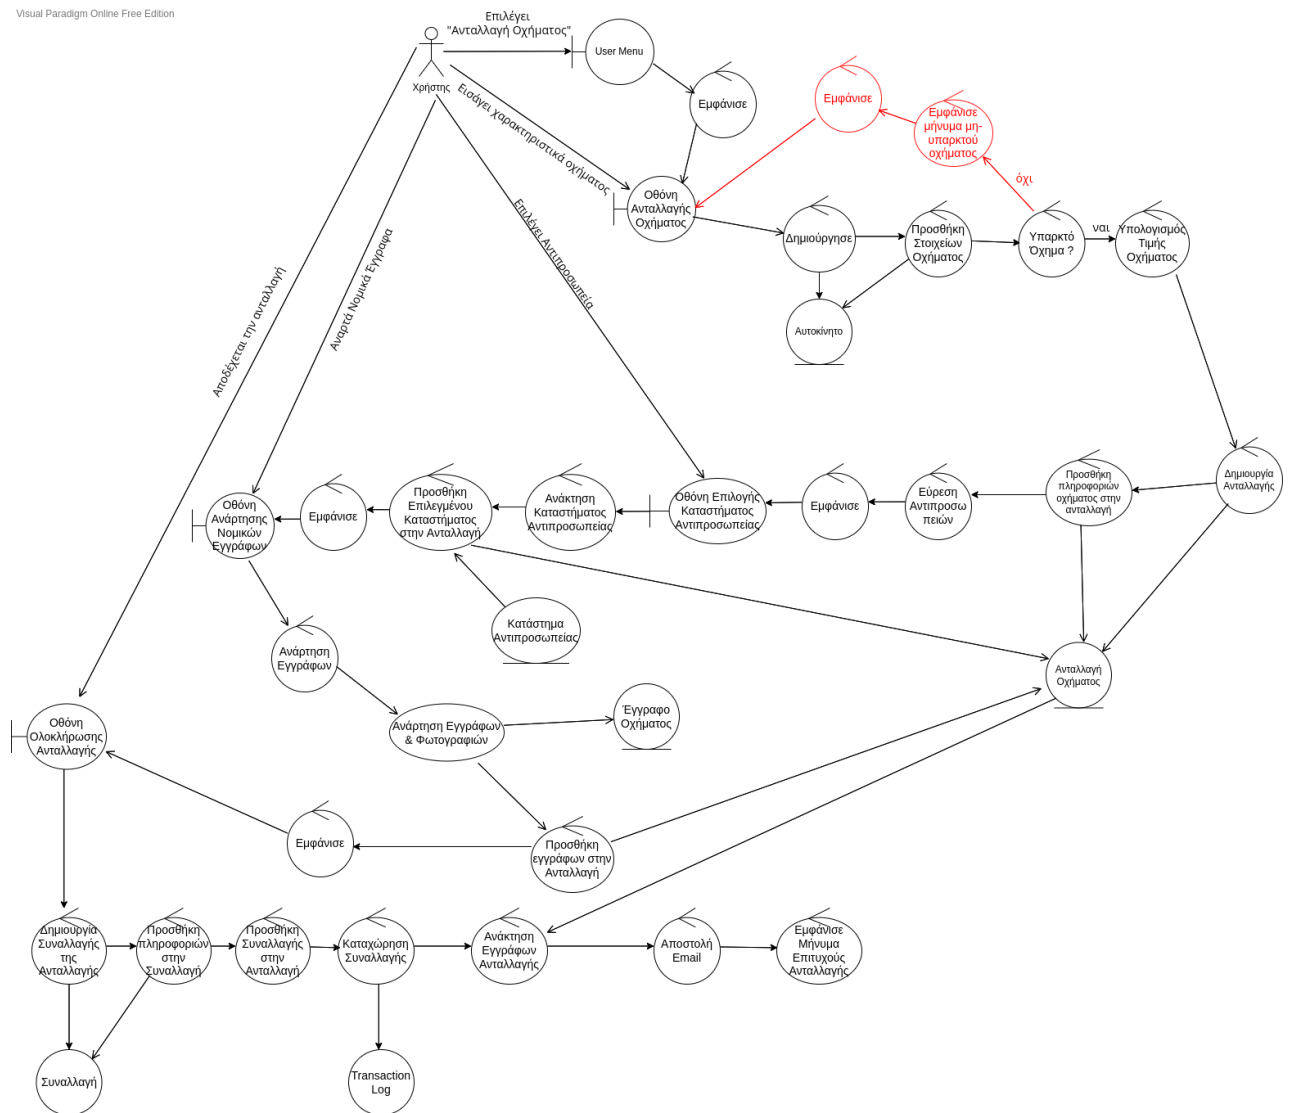 Visual Paradigm Online Free Edition
Επιλέγει
"Ανταλλαγή Οχήματος"
User Menu
Χρήστης
Εμφάνισε
Εμφάνισε
Εμφάνισε
μήνυμα μη-
υπαρκτού
οχήματος
όχι
Εισάγει χαρακτηριστικά οχήματος
Οθόνη
Ανταλλαγής
Οχήματος
Δημιούργησε
Προσθήκη
Στοιχείων
Οχήματος
Υπαρκτό
Όχημα ?
ναι
Υπολογισμός
Τιμής
Οχήματος
Επιλέγει Αντιπροσωπεία
Αναρτά Νομικά Έγγραφα
Αποδέχεται την ανταλλαγή
Αυτοκίνητο
Οθόνη
Ανάρτησης
Νομικών
Εγγράφων
Εμφάνισε
Προσθήκη
Επιλεγμένου
Καταστήματος
στην Ανταλλαγή
Ανάκτηση
Καταστήματος
Αντιπροσωπείας
Οθόνη Επιλογής
Καταστήματος
Αντιπροσωπείας
Εμφάνισε
Εύρεση
Αντιπροσω
πειών
Προσθήκη
πληροφοριών
οχήματος στην
ανταλλαγή
Δημιουργία
Ανταλλαγής
Κατάστημα
Αντιπροσωπείας
Ανάρτηση
Εγγράφων
Ανταλλαγή
Οχήματος
Οθόνη
Ολοκλήρωσης
Ανταλλαγής
Ανάρτηση Εγγράφων
& Φωτογραφιών
Έγγραφο
Οχήματος
Εμφάνισε
Προσθήκη
εγγράφων στην
Ανταλλαγή
Δημιουργία
Συναλλαγής
της
Ανταλλαγής
Προσθήκη
πληροφοριών
στην
Συναλλαγή
Προσθήκη
Συναλλαγής
στην
Ανταλλαγή
Καταχώρηση
Συναλλαγής
Ανάκτηση
Εγγράφων
Ανταλλαγής
Αποστολή
Email
Εμφάνισε
Μήνυμα
Επιτυχούς
Ανταλλαγής
Συναλλαγή
Transaction
Log